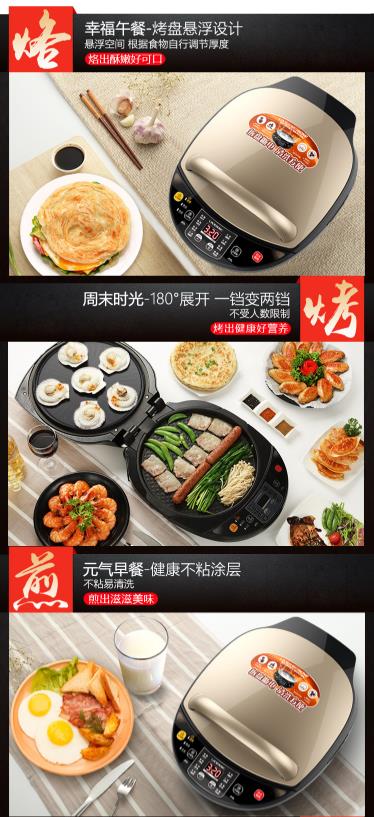 烙
幸福午餐-烤盘悬浮设计
悬浮空间 根据食物自行调节厚度
烙出酥嫩好可口
320
烤
周末时光-180°展开 一铛变两铛
不受人数限制
烤出健康好营养
煎
元气早餐-健康不粘涂层
不粘易清洗
煎出滋滋美味
320